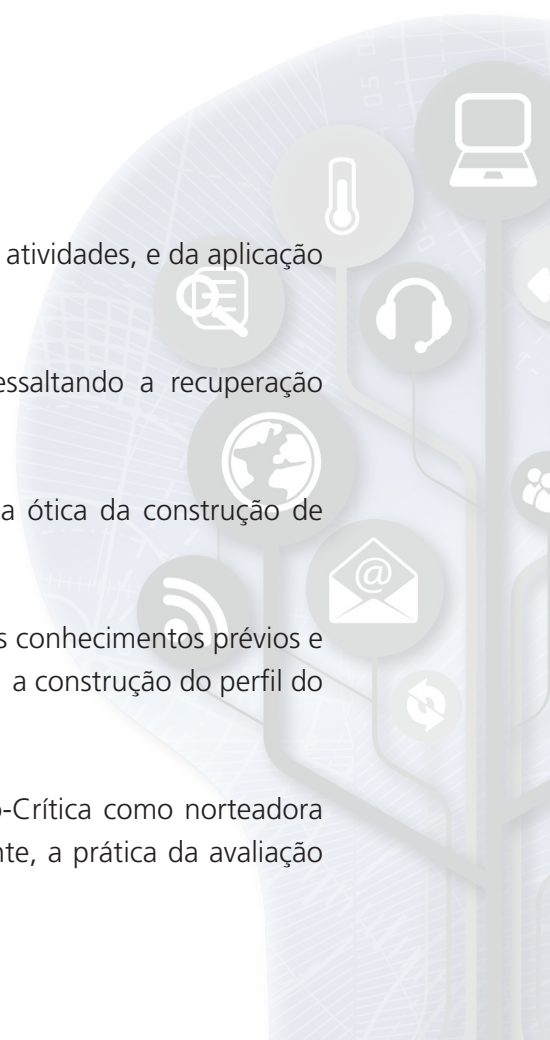 atividades, e da aplicação
essaltando a recuperação
a ótica da construção de
s conhecimentos prévios e
a construção do perfil do
o-Crítica como norteadora
nte, a prática da avaliação
@